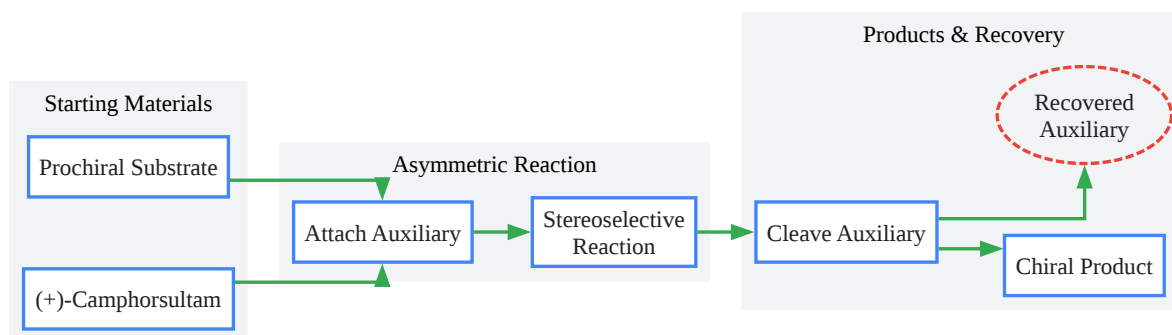 Starting Materials
Prochiral Substrate
(+)-Camphorsultam
Asymmetric Reaction
Attach Auxiliary
Stereoselective
Reaction
Products & Recovery
Cleave Auxiliary
Recovered
Auxiliary
Chiral Product